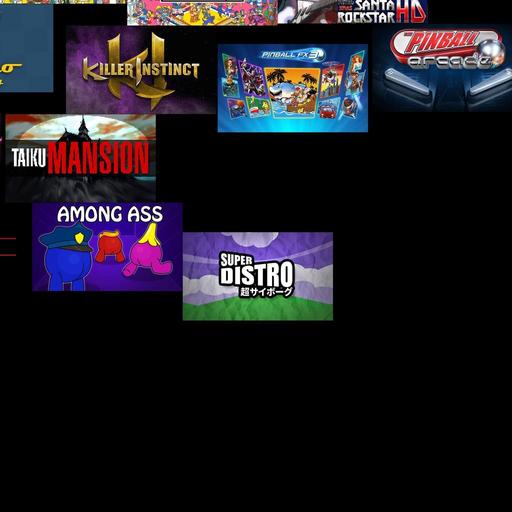 SANTA
ROCKSTAR HD
PINBALL
arcade
KILLER INSTINCT
PINBALL FX3
TAIKU MANSION
AMONG ASS
SUPER
DISTRO
超サイボーグ